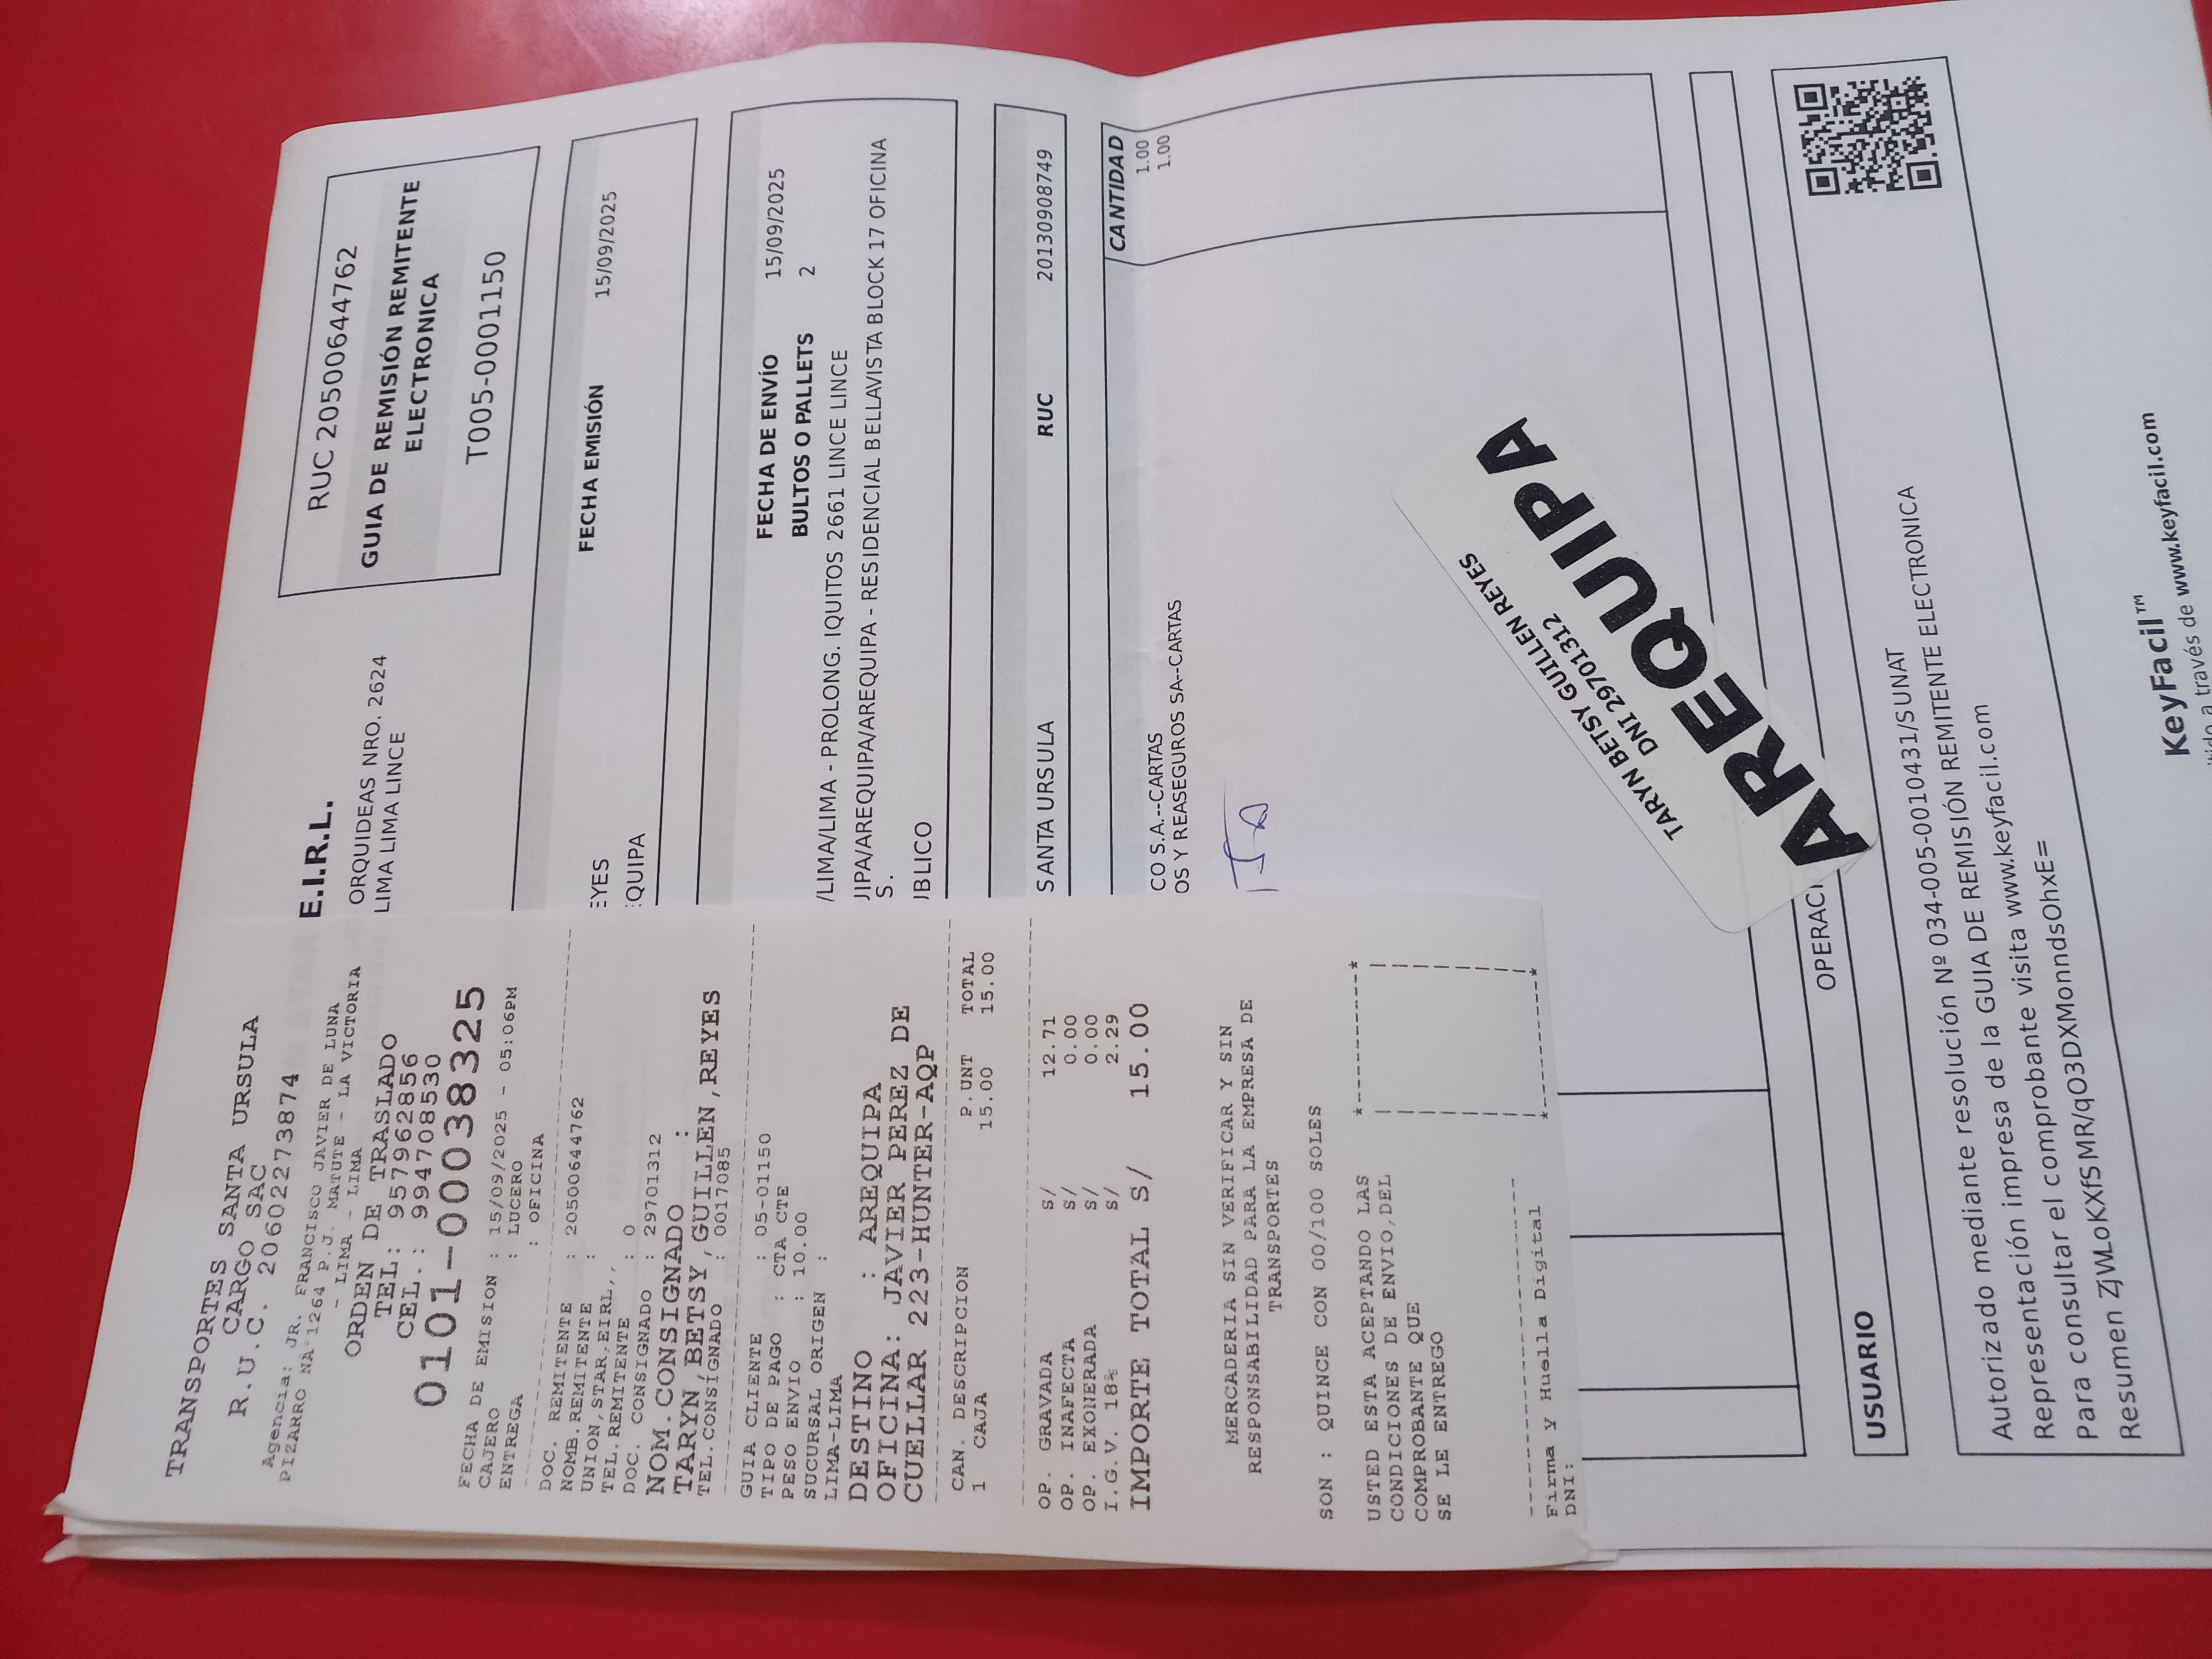 TRANSPORTES SANTA URSULA
CARGO SAC
R.U.C. 20602273874
Agencia: JR. FRANCISCO JAVIER DE LUNA
PIZARRO NA°1264 P.J. MATUTE - LA VICTORIA
- LIMA - LIMA
ORDEN DE TRASLADO
TEL: 957962856
CEL.: 994708530
0101-00038325
FECHA DE EMISION : 15/09/2025 - 05:06PM
CAJERO : LUCERO
ENTREGA : OFICINA
DOC. REMITENTE : 20500644762
NOMB.REMITENTE :
UNION,STAR,EIRL,,
TEL.REMITENTE : 0
DOC. CONSIGNADO : 29701312
NOM.CONSIGNADO :
TARYN,BETSY,GUILLEN,REYES
TEL.CONSIGNADO : 0017085
GUIA CLIENTE : 05-01150
TIPO DE PAGO : CTA CTE
PESO ENVIO : 10.00
SUCURSAL ORIGEN :
LIMA-LIMA
DESTINO : AREQUIPA
OFICINA: JAVIER PEREZ DE
CUELLAR 223-HUNTER-AQP
CAN. DESCRIPCION P.UNT TOTAL
1 CAJA 15.00 15.00
OP. GRAVADA S/ 12.71
OP. INAFECTA S/ 0.00
OP. EXONERADA S/ 0.00
I.G.V. 18% S/ 2.29
IMPORTE TOTAL S/ 15.00
MERCADERIA SIN VERIFICAR Y SIN
RESPONSABILIDAD PARA LA EMPRESA DE
TRANSPORTES
SON : QUINCE CON 00/100 SOLES
USTED ESTA ACEPTANDO LAS
CONDICIONES DE ENVIO,DEL
COMPROBANTE QUE
SE LE ENTREGO
Firma y Huella Digital
DNI:
E.I.R.L.
ORQUIDEAS NRO. 2624
LIMA LIMA LINCE
RUC 20500644762
GUIA DE REMISIÓN REMITENTE
ELECTRONICA
T005-0001150
FECHA EMISIÓN 15/09/2025
EYES
EQUIPA
FECHA DE ENVÍO 15/09/2025
BULTOS O PALLETS 2
/LIMA/LIMA - PROLONG. IQUITOS 2661 LINCE LINCE
JIPA/AREQUIPA/AREQUIPA - RESIDENCIAL BELLAVISTA BLOCK 17 OFICINA
S.
BLICO
SANTA URSULA RUC 20130908749
CANTIDAD
CO S.A.--CARTAS 1.00
OS Y REASEGUROS SA--CARTAS 1.00
TARYN BETSY GUILLEN REYES
DNI 29701312
AREQUIPA
OPERACI
USUARIO
Autorizado mediante resolución Nº 034-005-0010431/SUNAT
Representación impresa de la GUIA DE REMISIÓN REMITENTE ELECTRONICA
Para consultar el comprobante visita www.keyfacil.com
Resumen ZjWLoKXfSMR/qO3DXMonndsOhxE=
KeyFacil™
través de www.keyfacil.com